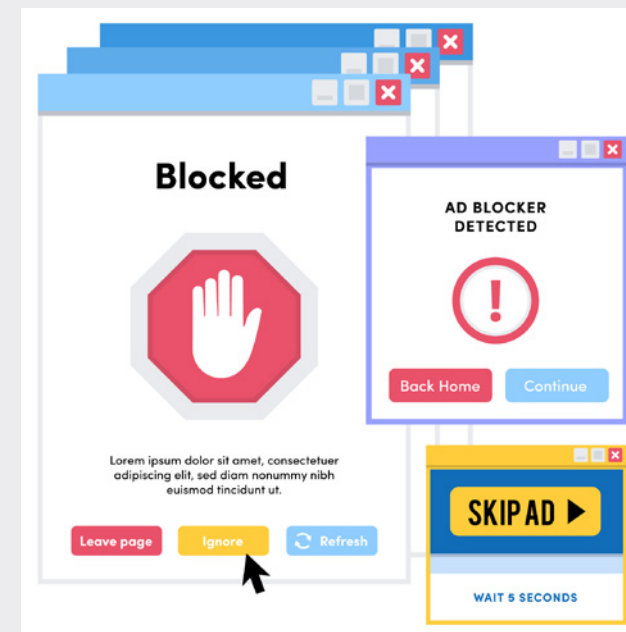 Blocked
Lorem ipsum dolor sit amet, consectetuer
adipiscing elit, sed diam nonummy nibh
euismod tincidunt ut.
Leave page
Ignore
Refresh
AD BLOCKER
DETECTED
!
Back Home
Continue
SKIP AD
WAIT 5 SECONDS